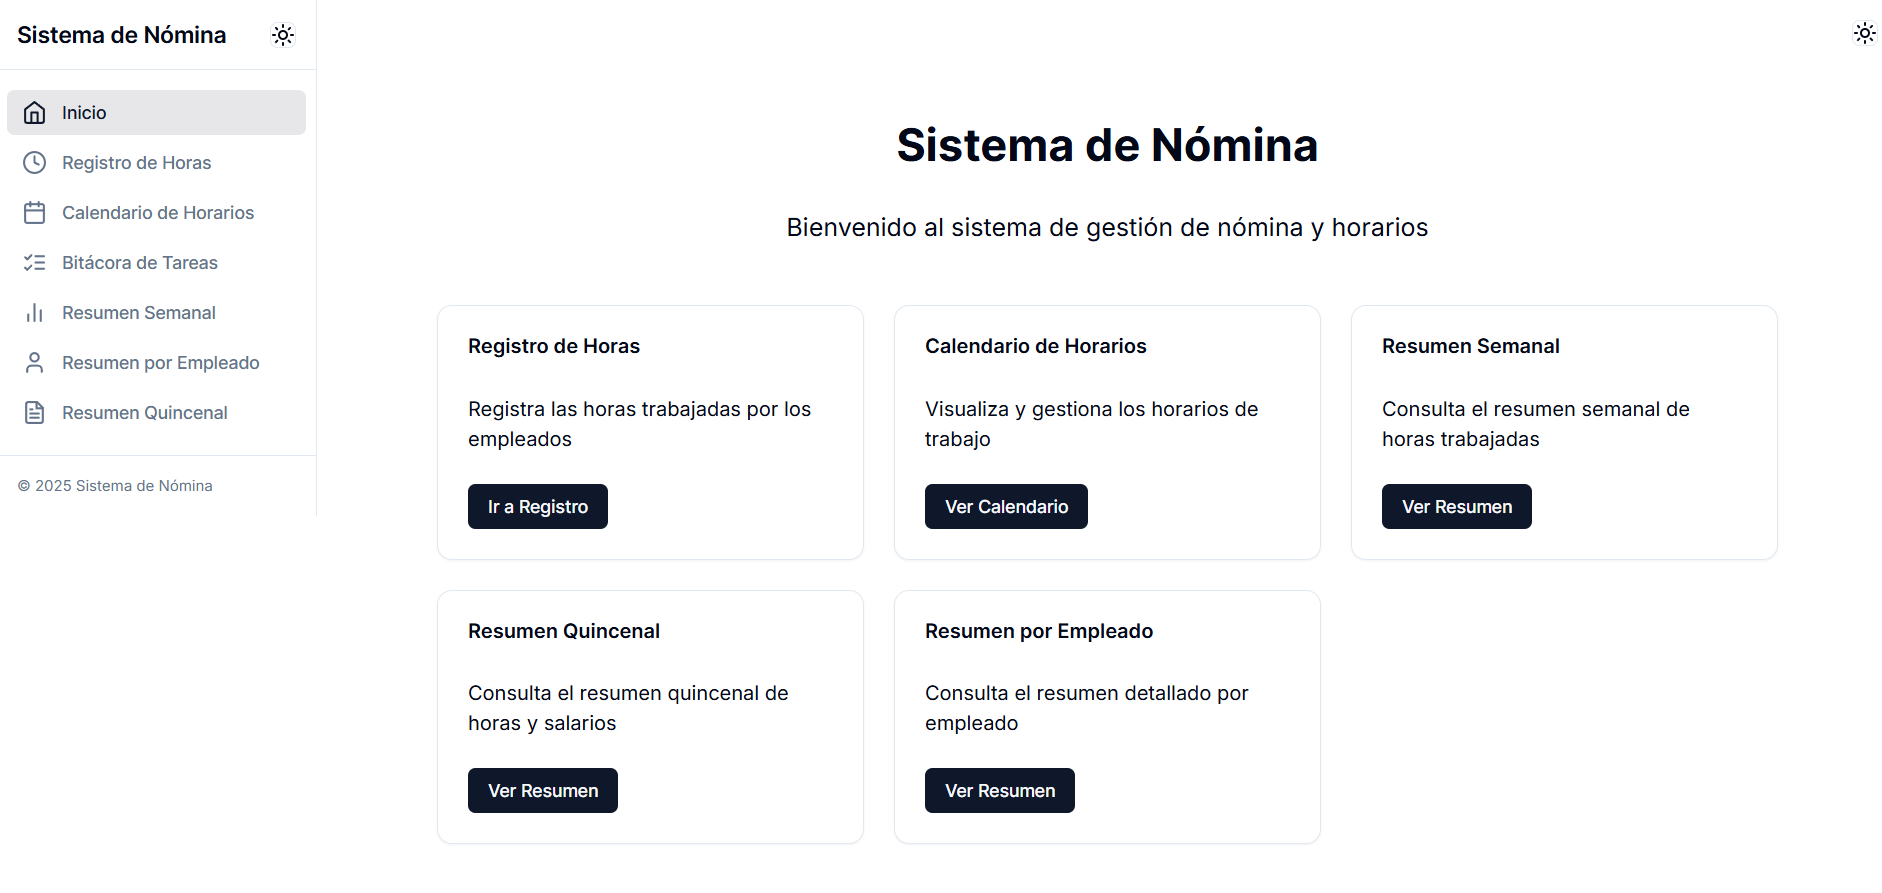 Sistema de Nómina
Inicio
Registro de Horas
Calendario de Horarios
Bitácora de Tareas
Resumen Semanal
Resumen por Empleado
Resumen Quincenal
© 2025 Sistema de Nómina
Sistema de Nómina
Bienvenido al sistema de gestión de nómina y horarios
Registro de Horas
Registra las horas trabajadas por los
empleados
Ir a Registro
Calendario de Horarios
Visualiza y gestiona los horarios de
trabajo
Ver Calendario
Resumen Semanal
Consulta el resumen semanal de
horas trabajadas
Ver Resumen
Resumen Quincenal
Consulta el resumen quincenal de
horas y salarios
Ver Resumen
Resumen por Empleado
Consulta el resumen detallado por
empleado
Ver Resumen